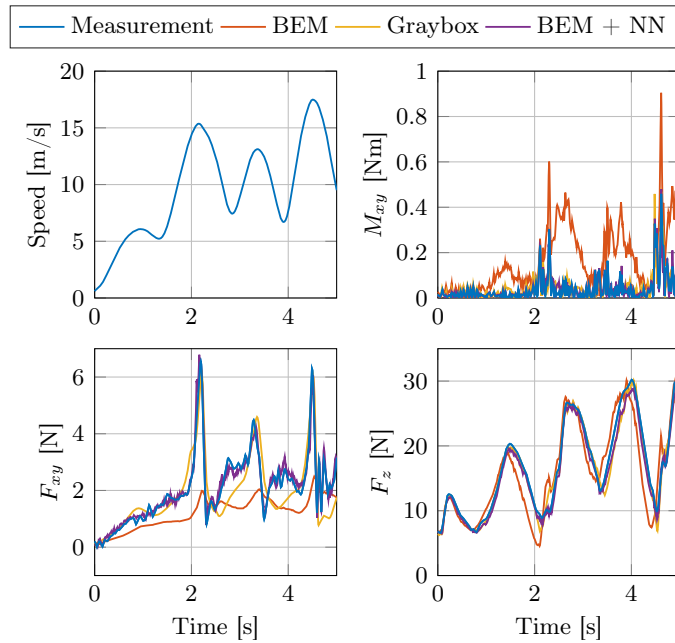 Measurement BEM Graybox BEM + NN
Speed [m/s]
20
15
10
5
0
0 2 4
M_xy [Nm]
1
0.8
0.6
0.4
0.2
0
0 2 4
F_xy [N]
6
4
2
0
0 2 4
Time [s]
F_z [N]
30
20
10
0
0 2 4
Time [s]